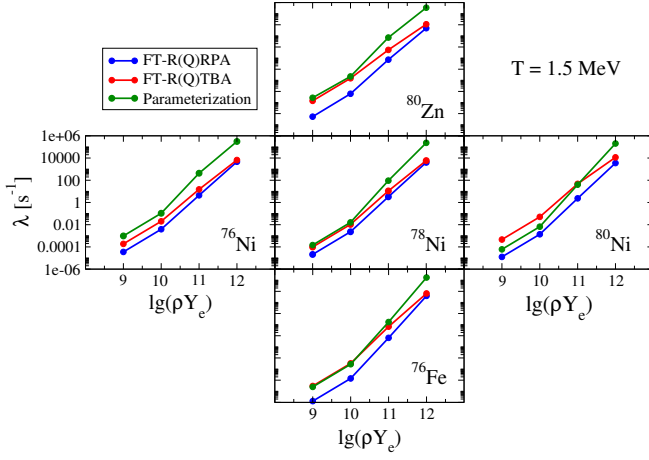 FT-R(Q)RPA
FT-R(Q)TBA
Parameterization
T = 1.5 MeV
80Zn
1e+06
10000
100
1
0.01
0.0001
1e-06
λ [s-1]
76Ni
78Ni
80Ni
9 10 11 12
lg(ρYe)
9 10 11 12
lg(ρYe)
76Fe
9 10 11 12
lg(ρYe)